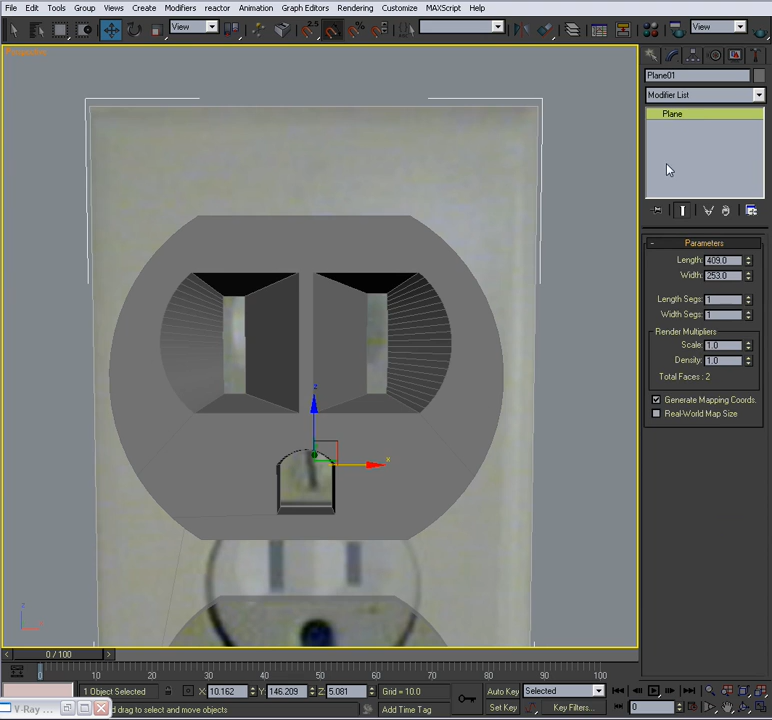 File Edit Tools Group Views Create Modifiers reactor Animation Graph Editors Rendering Customize MAXScript Help
View 2.5 View
Perspective
Plane01
Modifier List
Plane
Parameters
Length: 409.0
Width: 253.0
Length Segs: 1
Width Segs: 1
Render Multipliers
Scale: 1.0
Density: 1.0
Total Faces : 2
Generate Mapping Coords.
Real-World Map Size
z
x
z
0 / 100
0 10 20 30 40 50 60 70 80 90 100
1 Object Selected X: 10.162 Y: 146.209 Z: 5.081 Grid = 10.0 Auto Key Selected
V-Ray ... d drag to select and move objects Add Time Tag Set Key Key Filters... 0